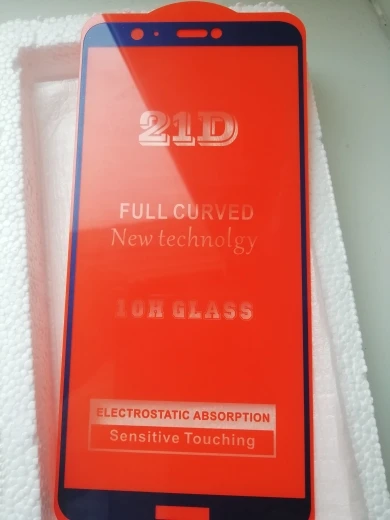 21D
FULL CURVED
New technolgy
10H GLASS
ELECTROSTATIC ABSORPTION
Sensitive Touching